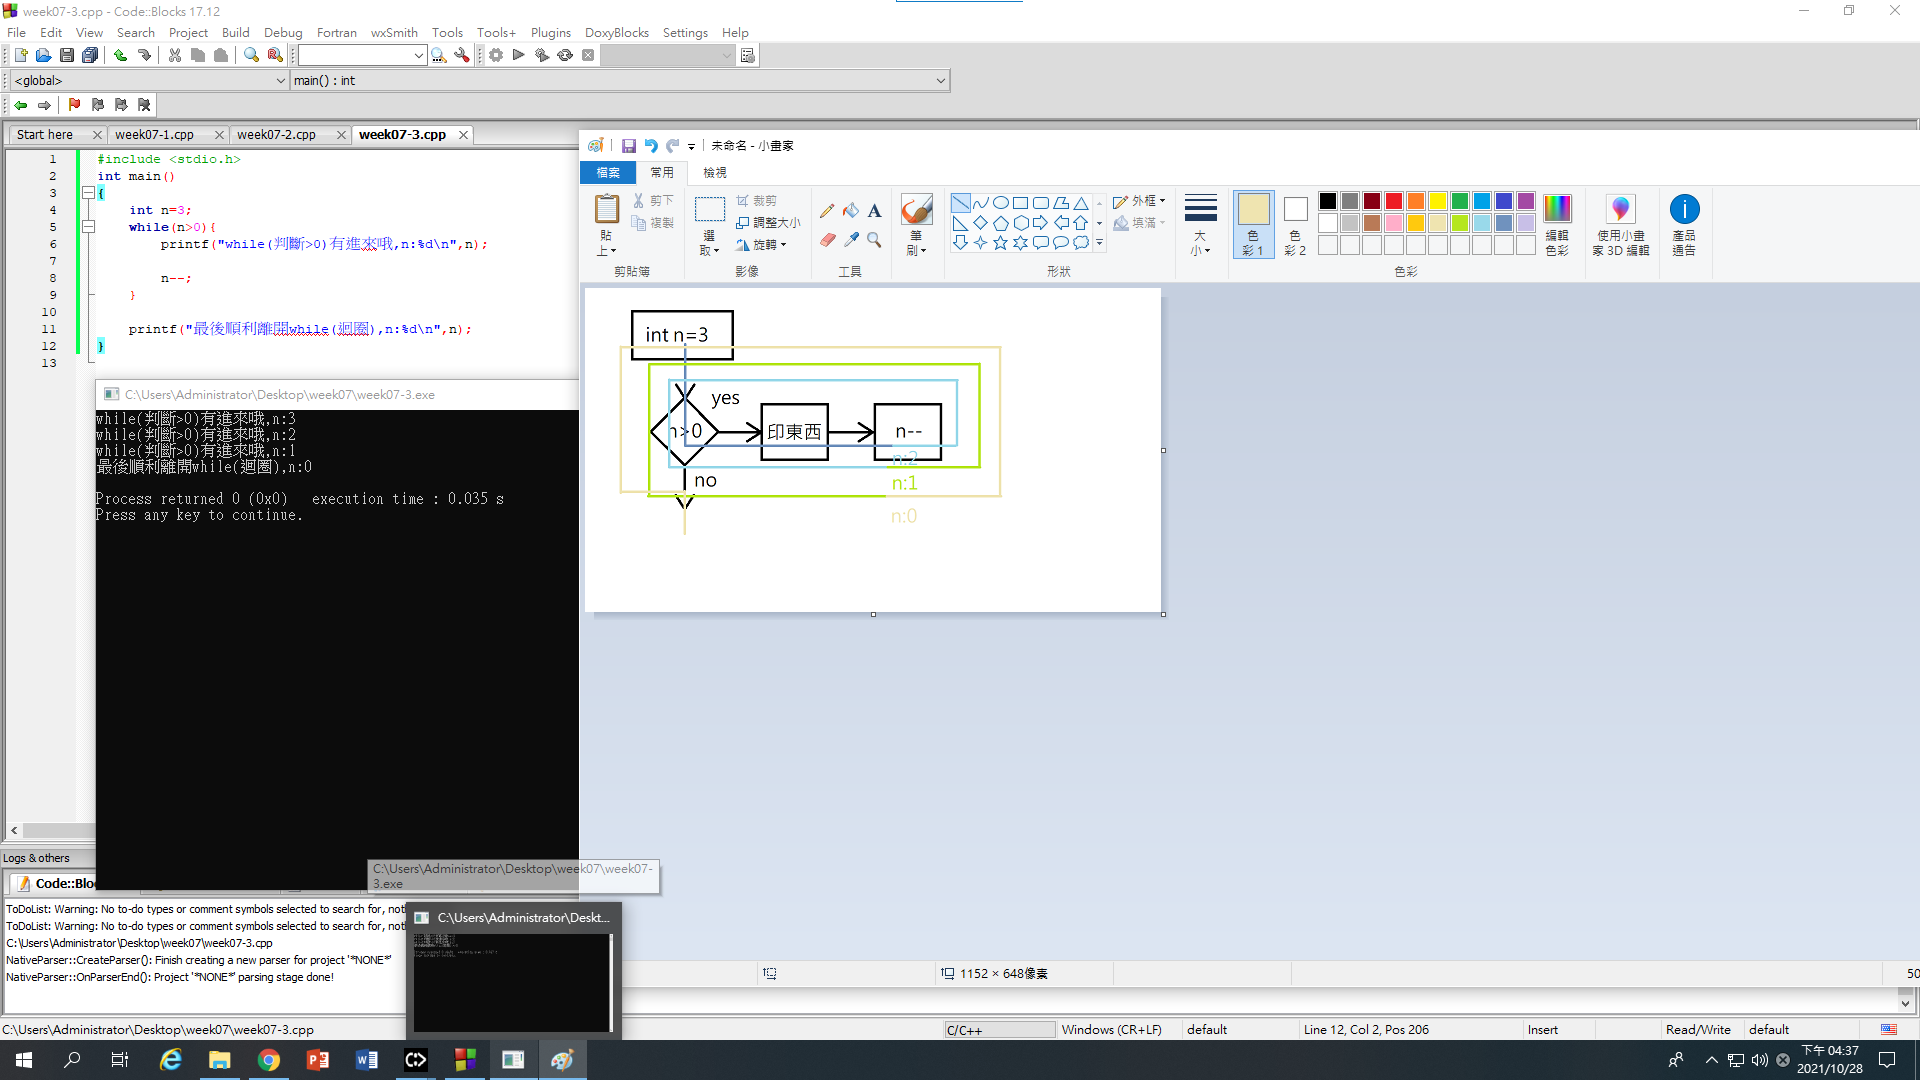 week07-3.cpp - Code::Blocks 17.12
File Edit View Search Project Build Debug Fortran wxSmith Tools Tools+ Plugins DoxyBlocks Settings Help
<global> main() : int
Start here week07-1.cpp week07-2.cpp week07-3.cpp
1 #include <stdio.h>
2 int main()
3 {
4 int n=3;
5 while(n>0){
6 printf("while(判斷>0)有進來哦,n:%d\n",n);
7
8 n--;
9 }
10
11 printf("最後順利離開while(迴圈),n:%d\n",n);
12 }
13
C:\Users\Administrator\Desktop\week07\week07-3.exe
while(判斷>0)有進來哦,n:3
while(判斷>0)有進來哦,n:2
while(判斷>0)有進來哦,n:1
最後順利離開while(迴圈),n:0
Process returned 0 (0x0) execution time : 0.035 s
Press any key to continue.
未命名 - 小畫家
檔案 常用 檢視
貼上 剪下 複製 剪貼簿
選取 裁剪 調整大小 旋轉 影像
工具
筆刷
外框 填滿 形狀
大小
色彩 1 色彩 2 編輯色彩 色彩
使用小畫家 3D 編輯
產品通告
int n=3
yes
n>0 印東西 n--
n:2
no n:1
n:0
1152 × 648像素
50
Logs & others
Code::Blo
C:\Users\Administrator\Desktop\week07\week07-
3.exe
ToDoList: Warning: No to-do types or comment symbols selected to search for, not
ToDoList: Warning: No to-do types or comment symbols selected to search for, not
C:\Users\Administrator\Desktop\week07\week07-3.cpp
NativeParser::CreateParser(): Finish creating a new parser for project '*NONE*'
NativeParser::OnParserEnd(): Project '*NONE*' parsing stage done!
C:\Users\Administrator\Deskt...
C:\Users\Administrator\Desktop\week07\week07-3.cpp C/C++ Windows (CR+LF) default Line 12, Col 2, Pos 206 Insert Read/Write default
下午 04:37
2021/10/28